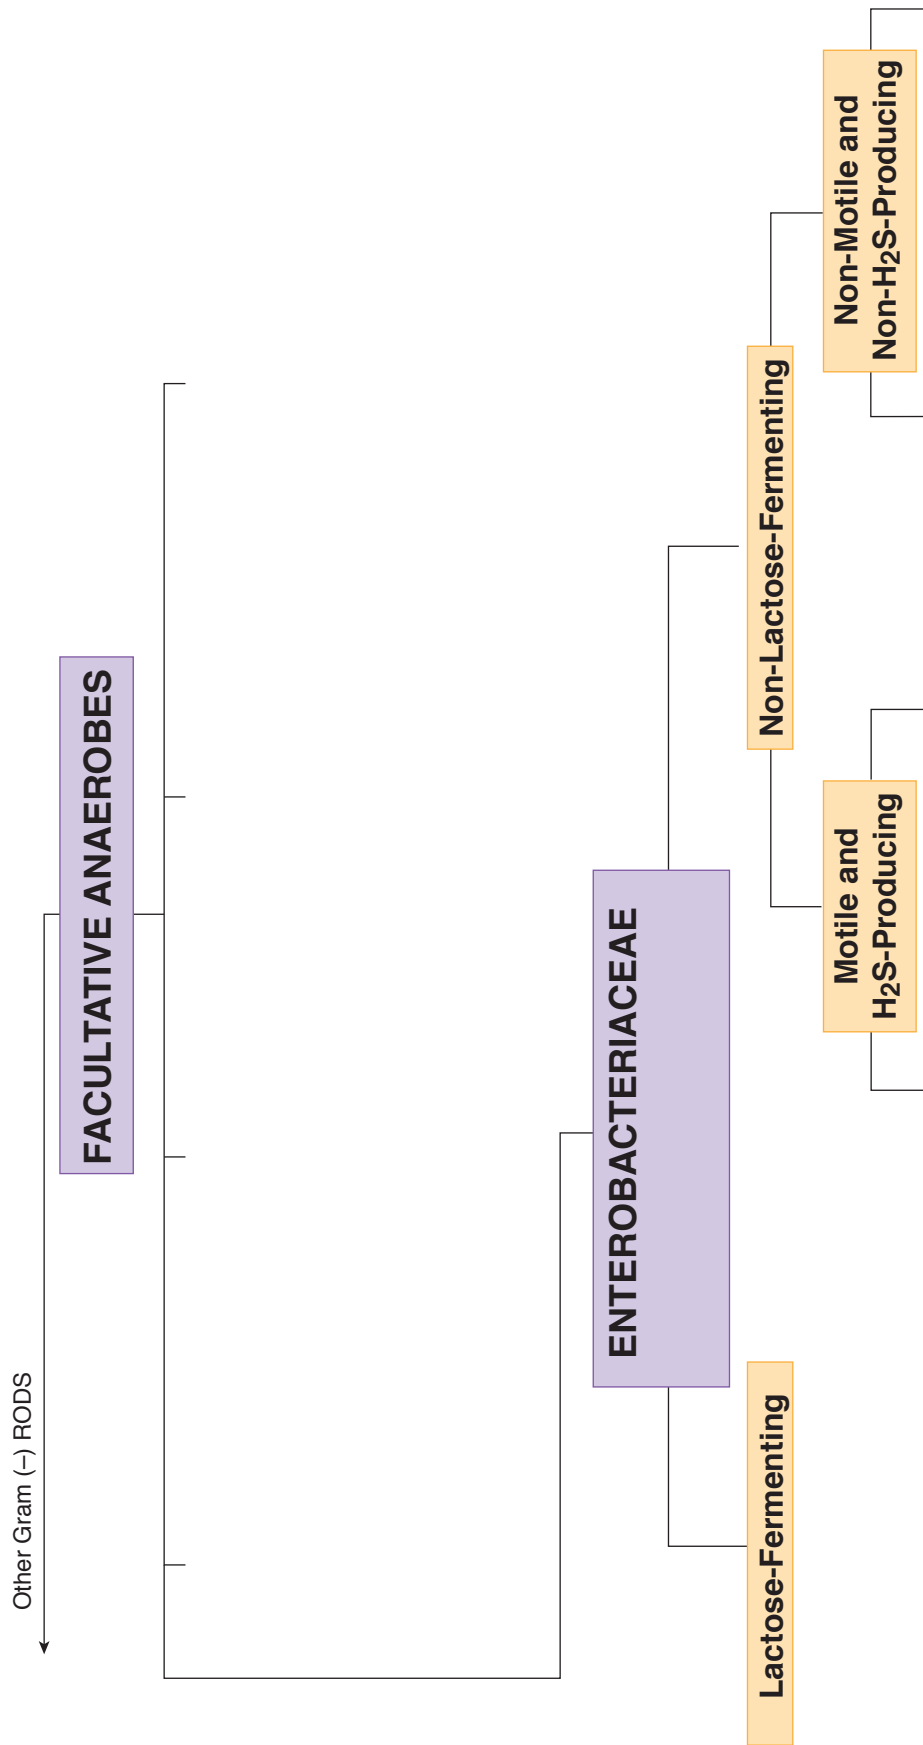 Other Gram (–) RODS
FACULTATIVE ANAEROBES
ENTEROBACTERIACEAE
Lactose-Fermenting
Non-Lactose-Fermenting
Motile and
H₂S-Producing
Non-Motile and
Non-H₂S-Producing